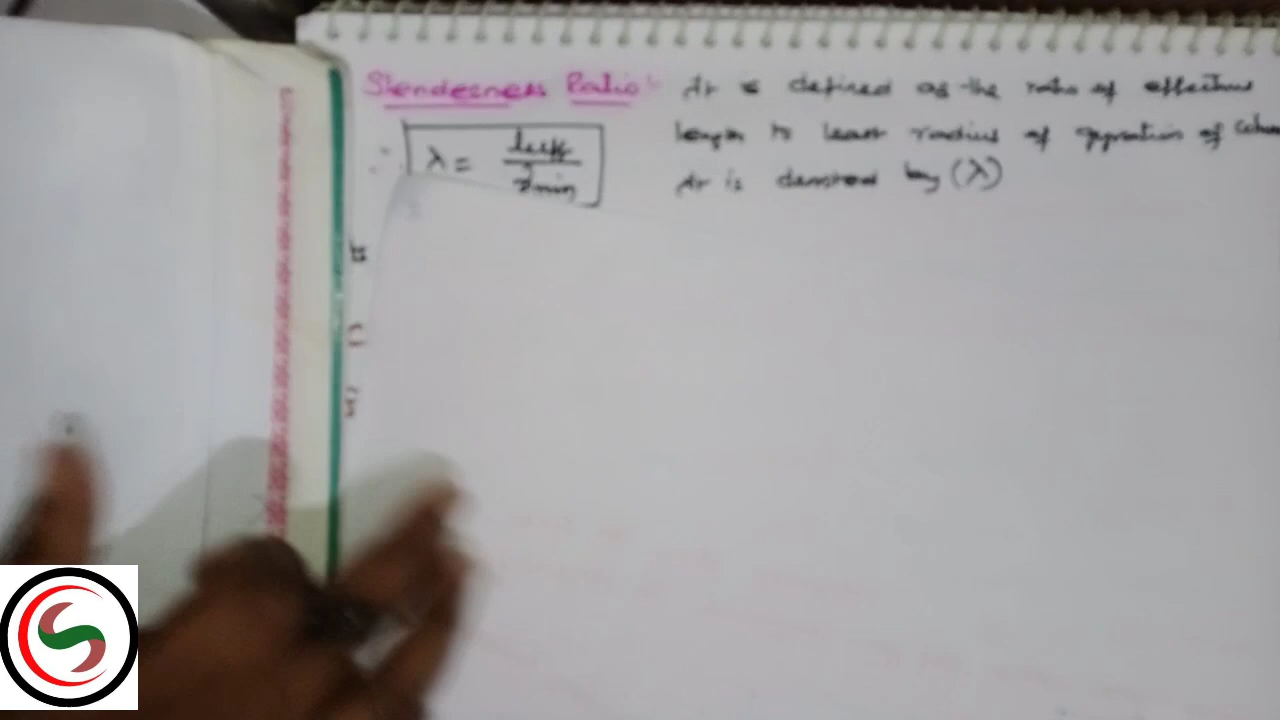 Slenderness Ratio :- It is defined as the ratio of effective
length to least radius of gyration of
∴ λ = leff / rmin
It is denoted by (λ)